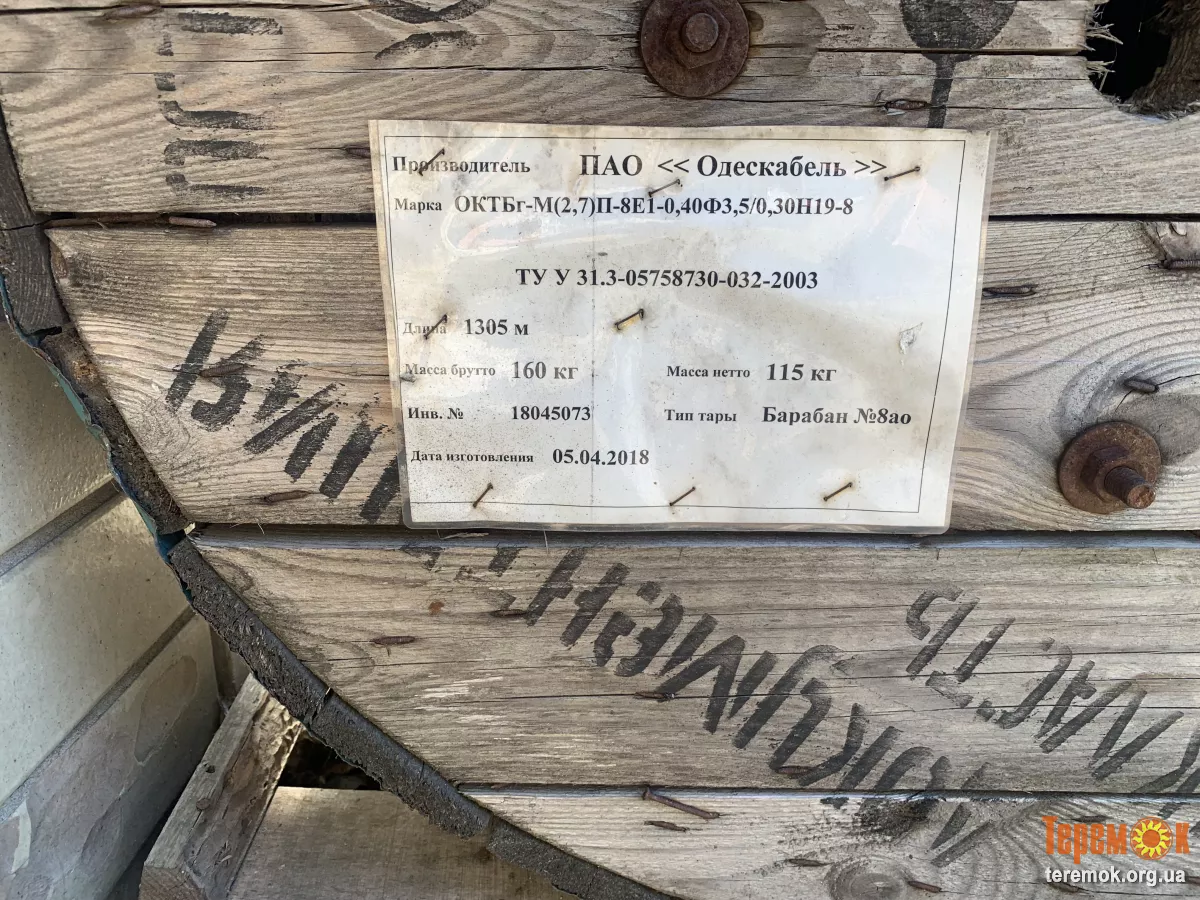 Производитель ПАО << Одескабель >>
Марка ОКТБг-М(2,7)П-8Е1-0,40Ф3,5/0,30Н19-8
ТУ У 31.3-05758730-032-2003
Длина 1305 м
Масса брутто 160 кг Масса нетто 115 кг
Инв. № 18045073 Тип тары Барабан №8ао
Дата изготовления 05.04.2018
Теремок
teremok.org.ua